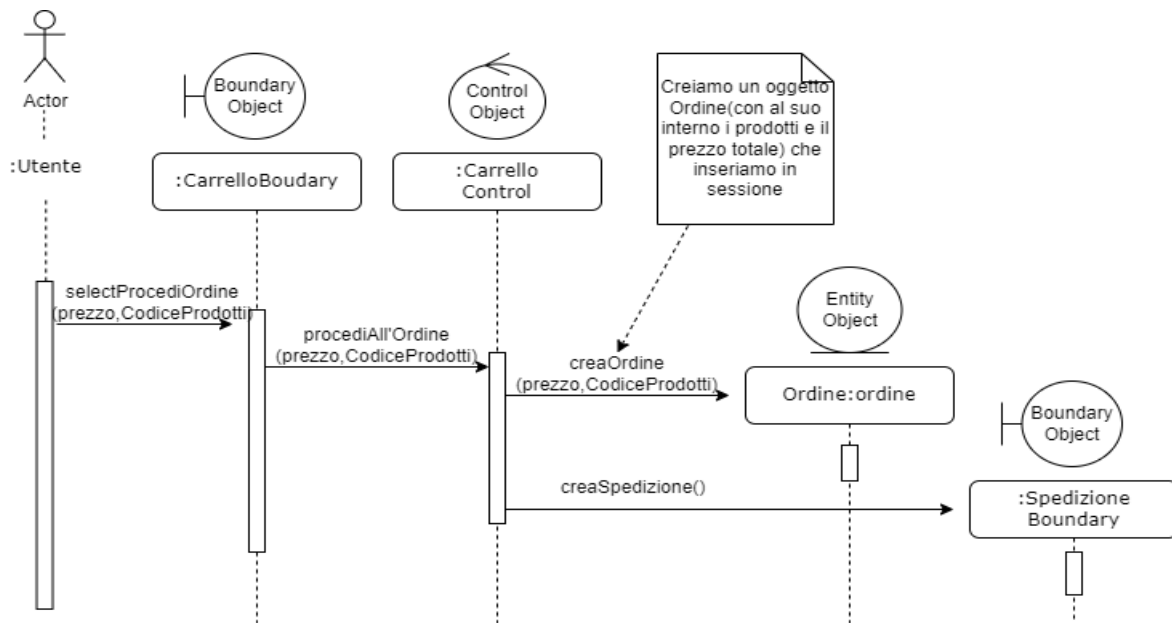 Actor
:Utente
Boundary
Object
:CarrelloBoudary
Control
Object
:Carrello
Control
Creiamo un oggetto
Ordine(con al suo
interno i prodotti e il
prezzo totale) che
inseriamo in
sessione
selectProcediOrdine
(prezzo,CodiceProdotti)
procediAll'Ordine
(prezzo,CodiceProdotti)
creaOrdine
(prezzo,CodiceProdotti)
Entity
Object
Ordine:ordine
creaSpedizione()
Boundary
Object
:Spedizione
Boundary